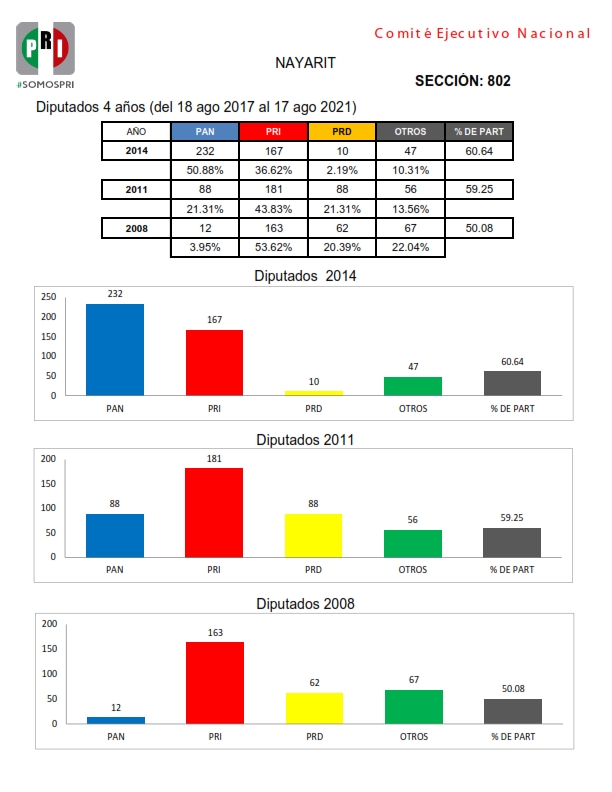 Comité Ejecutivo Nacional
PRI
#SOMOSPRI
NAYARIT
SECCIÓN: 802
Diputados 4 años (del 18 ago 2017 al 17 ago 2021)
AÑO PAN PRI PRD OTROS % DE PART
2014 232 167 10 47 60.64
50.88% 36.62% 2.19% 10.31%
2011 88 181 88 56 59.25
21.31% 43.83% 21.31% 13.56%
2008 12 163 62 67 50.08
3.95% 53.62% 20.39% 22.04%
Diputados 2014
250
200
150
100
50
0
232 167 10 47 60.64
PAN PRI PRD OTROS % DE PART
Diputados 2011
200
150
100
50
0
88 181 88 56 59.25
PAN PRI PRD OTROS % DE PART
Diputados 2008
200
150
100
50
0
12 163 62 67 50.08
PAN PRI PRD OTROS % DE PART